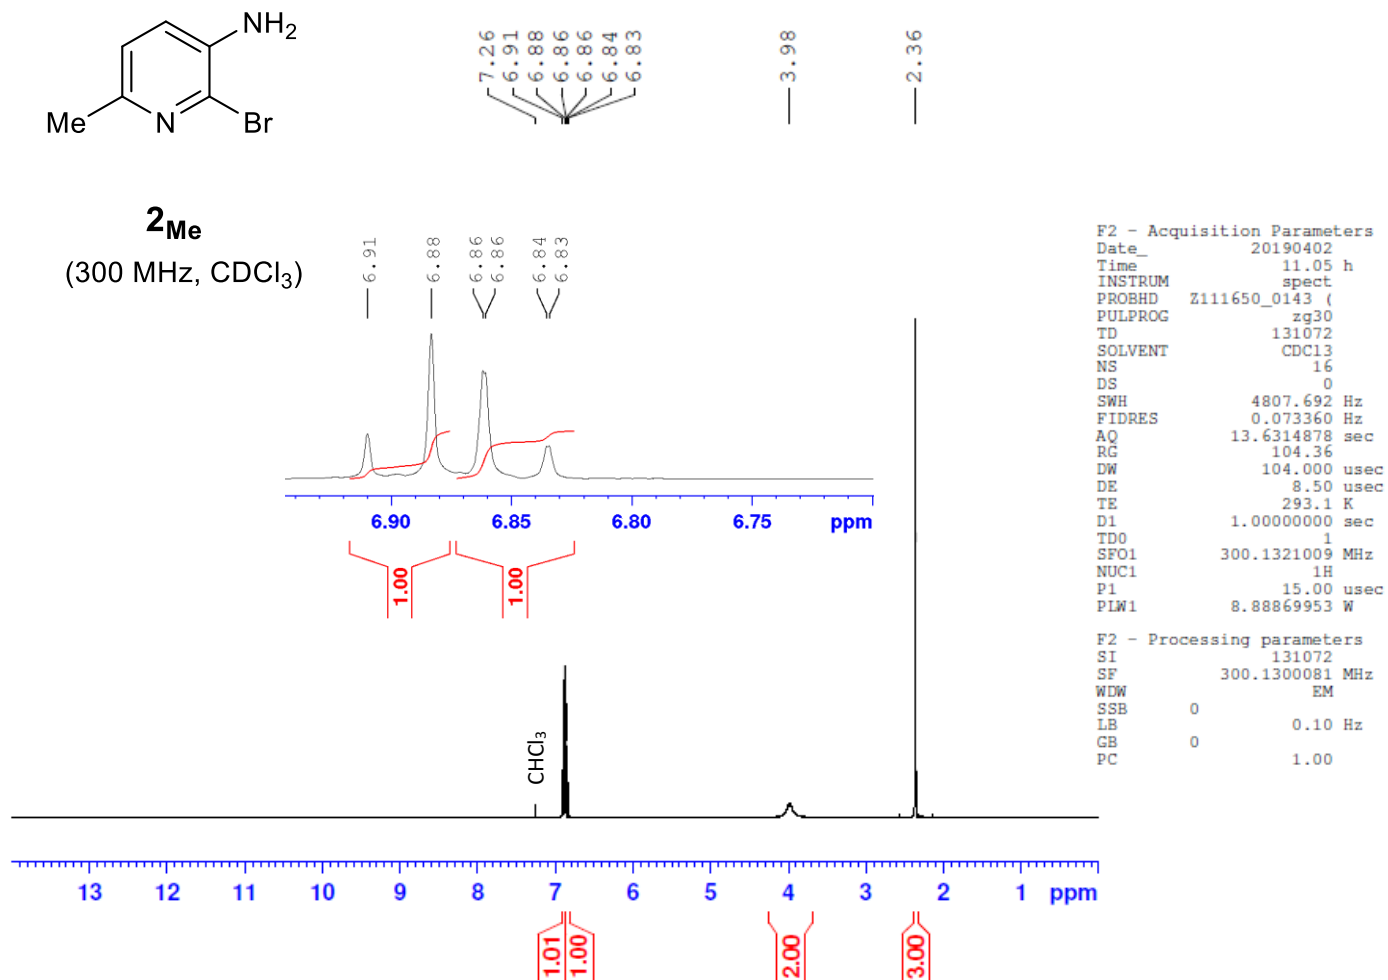 NH2
Me
N
Br
2Me
(300 MHz, CDCl3)
7.26
6.91
6.88
6.86
6.86
6.84
6.83
3.98
2.36
6.91
6.88
6.86
6.86
6.84
6.83
6.90 6.85 6.80 6.75 ppm
1.00 1.00
CHCl3
13 12 11 10 9 8 7 6 5 4 3 2 1 ppm
1.01 1.00 2.00 3.00
F2 - Acquisition Parameters
Date_ 20190402
Time 11.05 h
INSTRUM spect
PROBHD Z111650_0143 (
PULPROG zg30
TD 131072
SOLVENT CDCl3
NS 16
DS 0
SWH 4807.692 Hz
FIDRES 0.073360 Hz
AQ 13.6314878 sec
RG 104.36
DW 104.000 usec
DE 8.50 usec
TE 293.1 K
D1 1.00000000 sec
TD0 1
SFO1 300.1321009 MHz
NUC1 1H
P1 15.00 usec
PLW1 8.88869953 W
F2 - Processing parameters
SI 131072
SF 300.1300081 MHz
WDW EM
SSB 0
LB 0.10 Hz
GB 0
PC 1.00